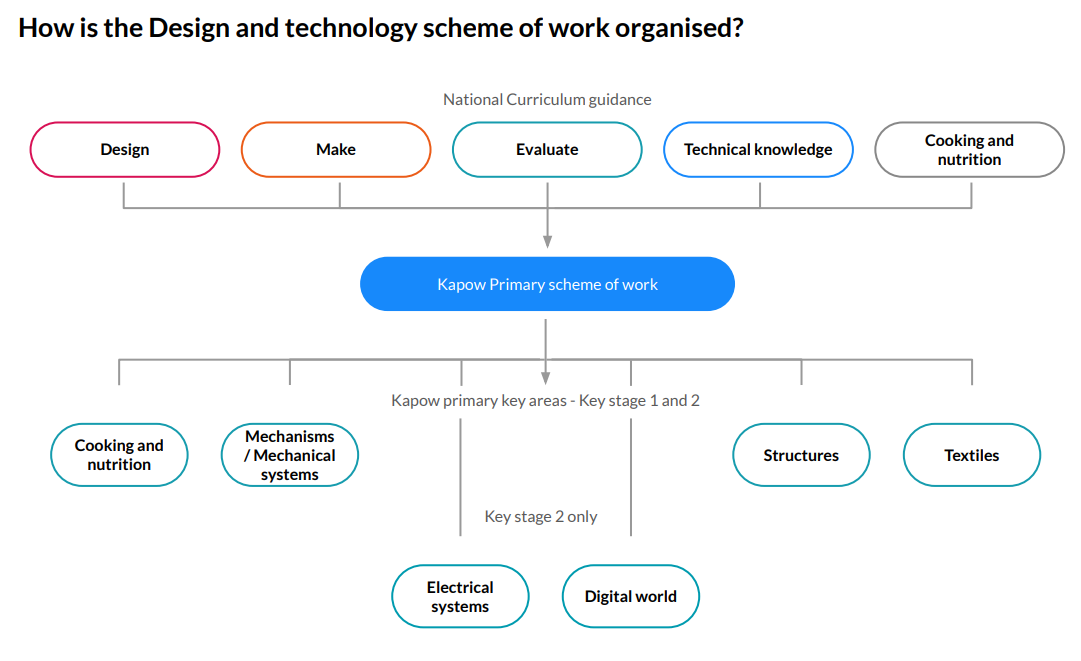 How is the Design and technology scheme of work organised?
National Curriculum guidance
Design
Make
Evaluate
Technical knowledge
Cooking and
nutrition
Kapow Primary scheme of work
Kapow primary key areas - Key stage 1 and 2
Cooking and
nutrition
Mechanisms
/ Mechanical
systems
Structures
Textiles
Key stage 2 only
Electrical
systems
Digital world